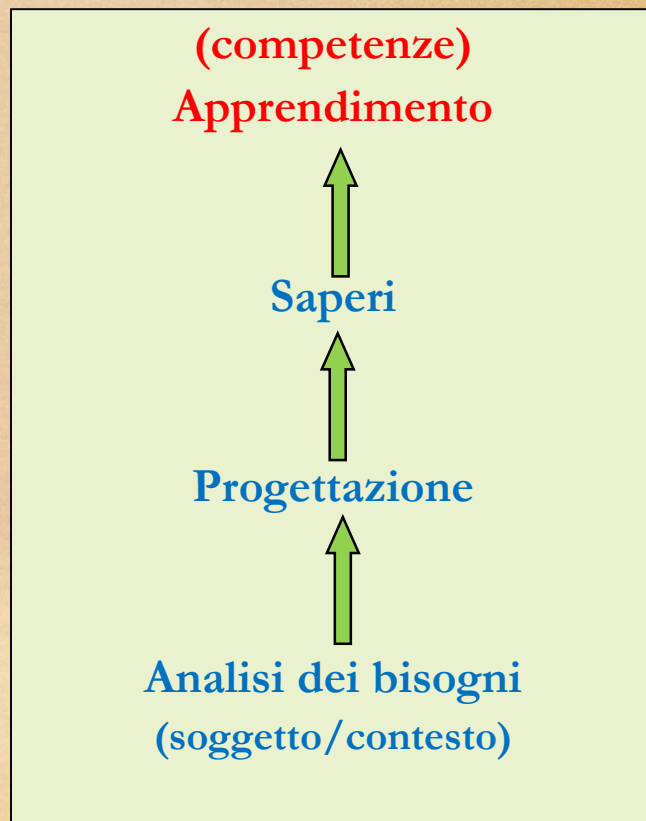 (competenze)
Apprendimento
Saperi
Progettazione
Analisi dei bisogni
(soggetto/contesto)